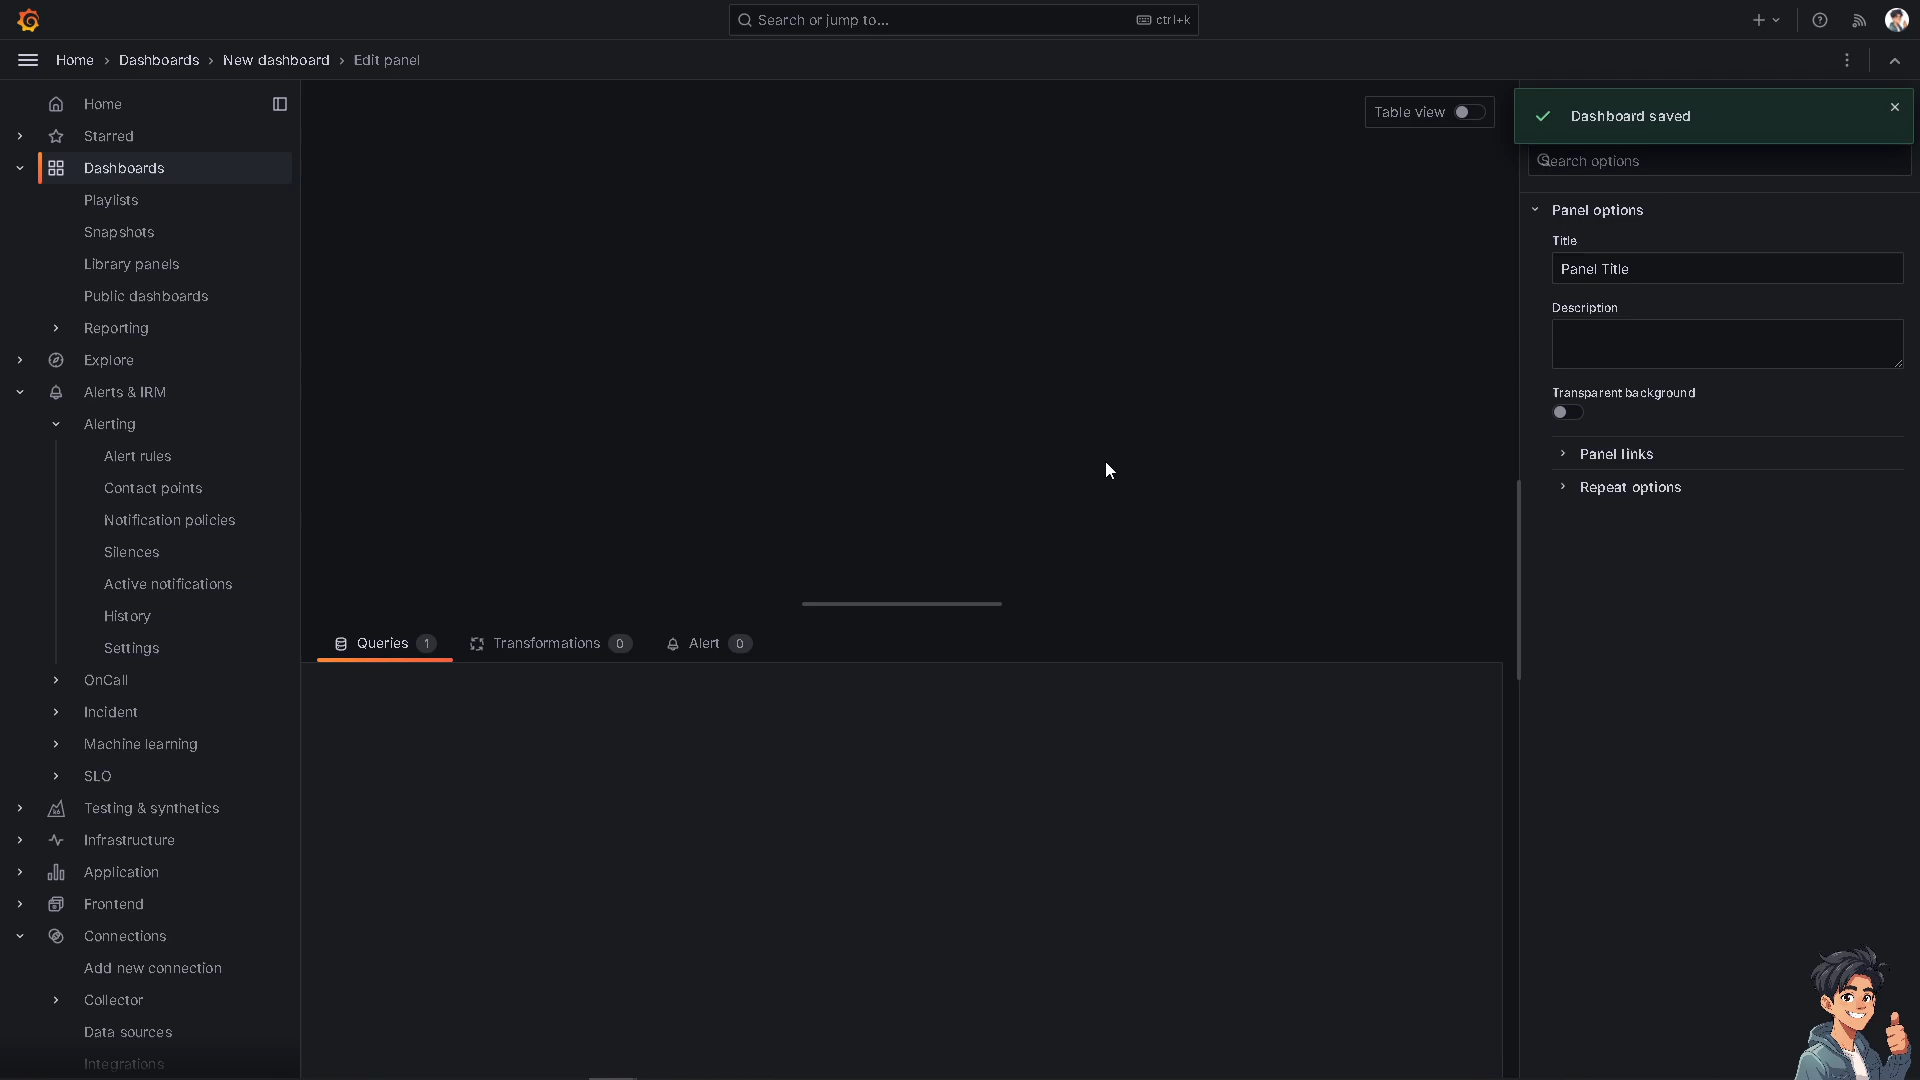 Search or jump to...
ctrl+k
Home
Dashboards
New dashboard
Edit panel
Home
Starred
Dashboards
Playlists
Snapshots
Library panels
Public dashboards
Reporting
Explore
Alerts & IRM
Alerting
Alert rules
Contact points
Notification policies
Silences
Active notifications
History
Settings
OnCall
Incident
Machine learning
SLO
Testing & synthetics
Infrastructure
Application
Frontend
Connections
Add new connection
Collector
Data sources
Integrations
Table view
Queries 1
Transformations 0
Alert 0
Dashboard saved
Search options
Panel options
Title
Panel Title
Description
Transparent background
Panel links
Repeat options